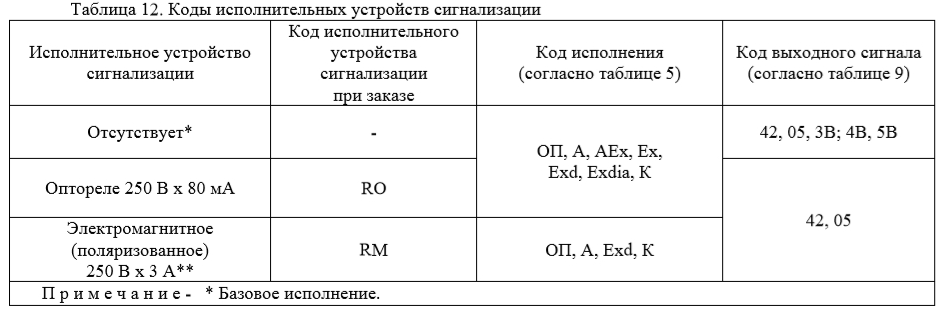 Таблица 12. Коды исполнительных устройств сигнализации
Исполнительное устройство
сигнализации
Код исполнительного
устройства
сигнализации
при заказе
Код исполнения
(согласно таблице 5)
Код выходного сигнала
(согласно таблице 9)
Отсутствует*
-
ОП, А, АЕх, Ех,
Exd, Exdia, К
42, 05, 3В; 4В, 5В
Оптореле 250 В х 80 мА
RO
42, 05
Электромагнитное
(поляризованное)
250 В х 3 А**
RM
ОП, А, Exd, К
П р и м е ч а н и е - * Базовое исполнение.